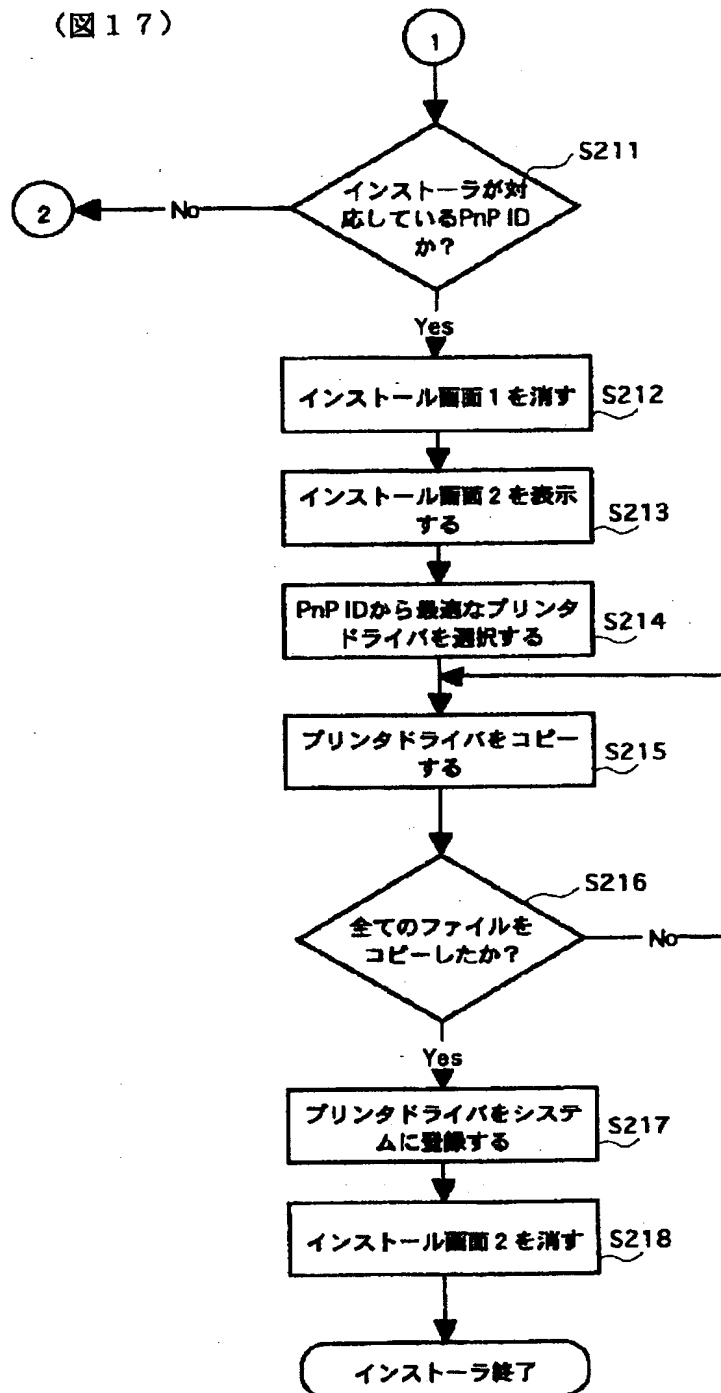 (図17)
1
S211
インストーラが対
応しているPnP ID
か？
No
2
Yes
インストール画面1を消す
S212
インストール画面2を表示
する
S213
PnP IDから最適なプリンタ
ドライバを選択する
S214
プリンタドライバをコピー
する
S215
S216
全てのファイルを
コピーしたか？
No
Yes
プリンタドライバをシステ
ムに登録する
S217
インストール画面2を消す
S218
インストーラ終了